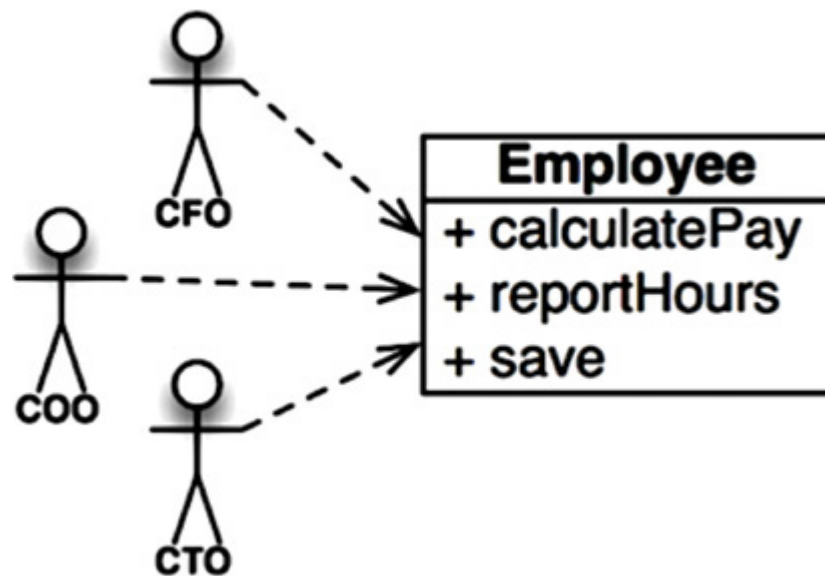 CFO
COO
CTO
Employee
+ calculatePay
+ reportHours
+ save